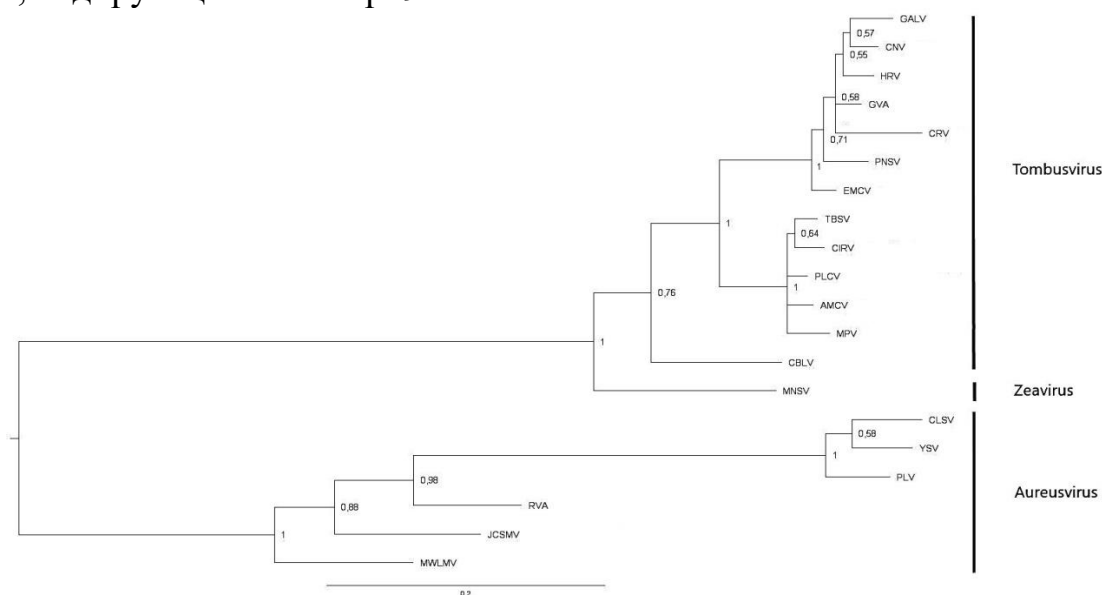 GALV
0,57
CNV
0,55
HRV
0,58
GVA
CRV
0,71
PNSV
1
EMCV
Tombusvirus
TBSV
1
0,64
CIRV
PLCV
1
0,76
AMCV
MPV
1
CBLV
MNSV
Zeavirus
CLSV
0,58
YSV
1
PLV
0,98
Aureusvirus
RVA
0,88
JCSMV
1
MWLMV
0,2